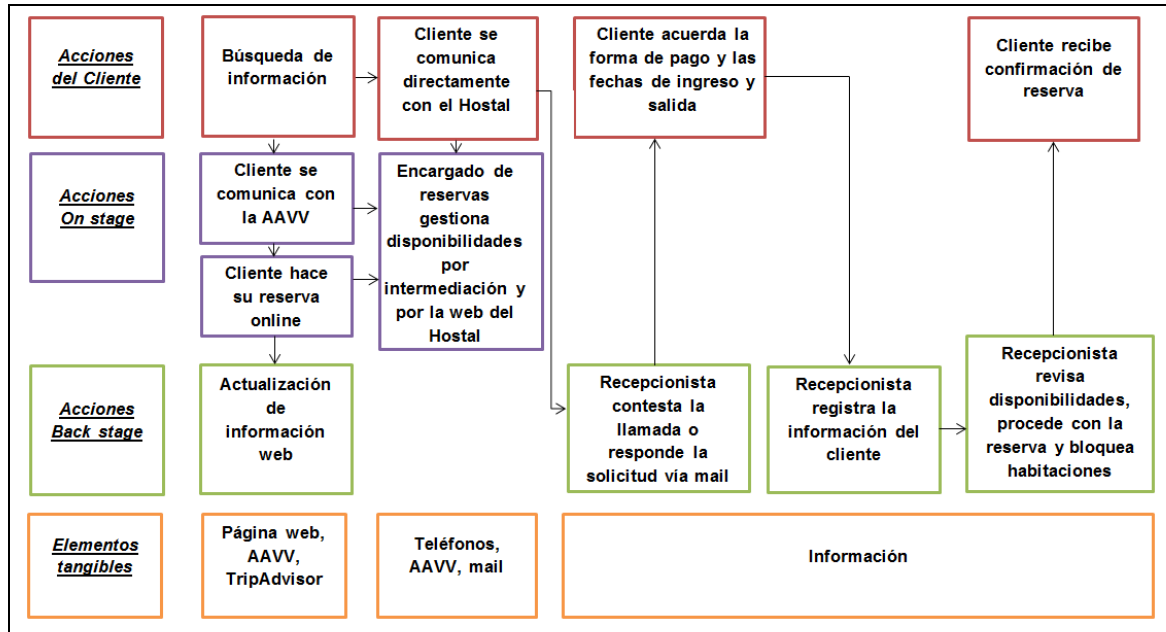 Acciones
del Cliente
Búsqueda de
información
Cliente se
comunica
directamente
con el Hostal
Cliente acuerda la
forma de pago y las
fechas de ingreso y
salida
Cliente recibe
confirmación de
reserva
Acciones
On stage
Cliente se
comunica con
la AAVV
Cliente hace
su reserva
online
Encargado de
reservas
gestiona
disponibilidades
por
intermediación y
por la web del
Hostal
Acciones
Back stage
Actualización
de
información
web
Recepcionista
contesta la
llamada o
responde la
solicitud vía mail
Recepcionista
registra la
información del
cliente
Recepcionista
revisa
disponibilidades,
procede con la
reserva y bloquea
habitaciones
Elementos
tangibles
Página web,
AAVV,
TripAdvisor
Teléfonos,
AAVV, mail
Información